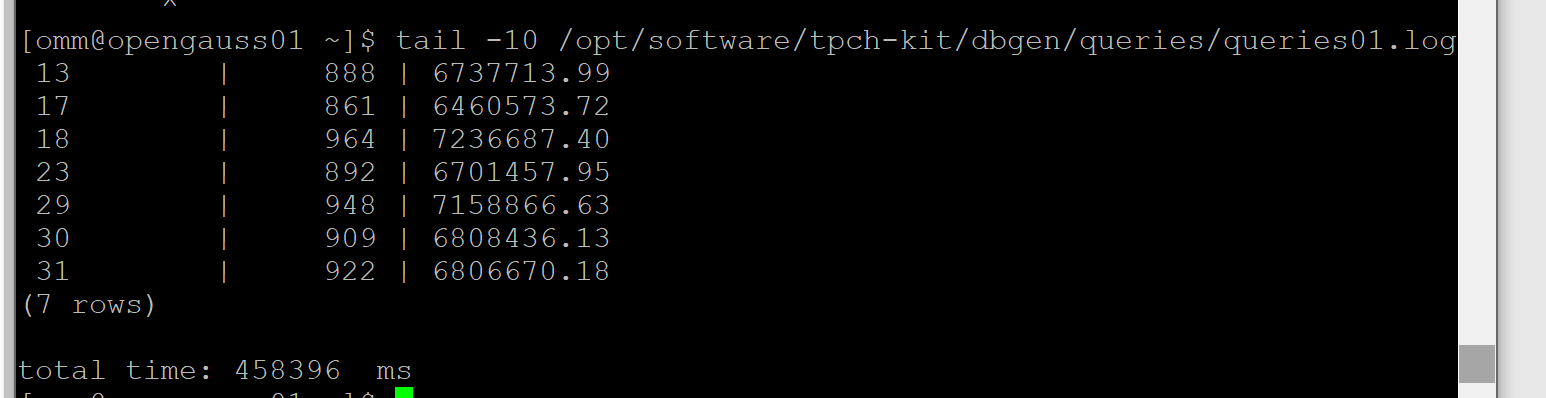 [omm@opengauss01 ~]$ tail -10 /opt/software/tpch-kit/dbgen/queries/queries01.log
13 | 888 | 6737713.99
17 | 861 | 6460573.72
18 | 964 | 7236687.40
23 | 892 | 6701457.95
29 | 948 | 7158866.63
30 | 909 | 6808436.13
31 | 922 | 6806670.18
(7 rows)
total time: 458396  ms